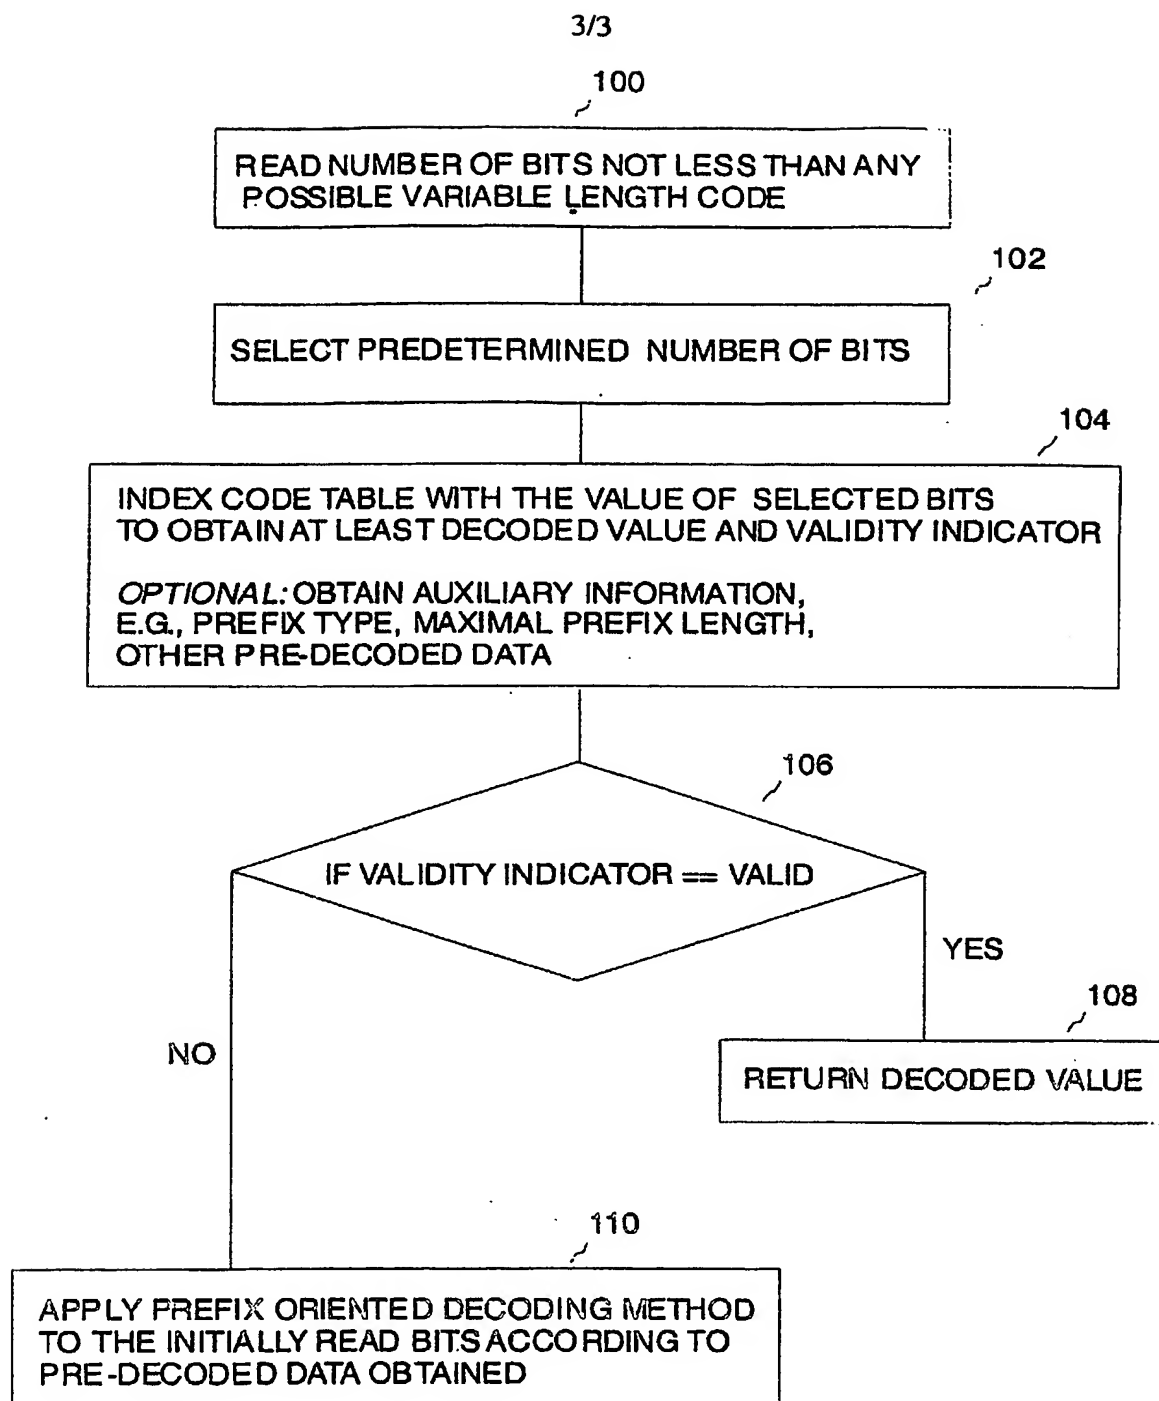 3/3
100
READ NUMBER OF BITS NOT LESS THAN ANY
POSSIBLE VARIABLE LENGTH CODE
102
SELECT PREDETERMINED NUMBER OF BITS
104
INDEX CODE TABLE WITH THE VALUE OF SELECTED BITS
TO OBTAIN AT LEAST DECODED VALUE AND VALIDITY INDICATOR
OPTIONAL: OBTAIN AUXILIARY INFORMATION,
E.G., PREFIX TYPE, MAXIMAL PREFIX LENGTH,
OTHER PRE-DECODED DATA
106
IF VALIDITY INDICATOR == VALID
YES
108
NO
RETURN DECODED VALUE
110
APPLY PREFIX ORIENTED DECODING METHOD
TO THE INITIALLY READ BITS ACCORDING TO
PRE-DECODED DATA OBTAINED